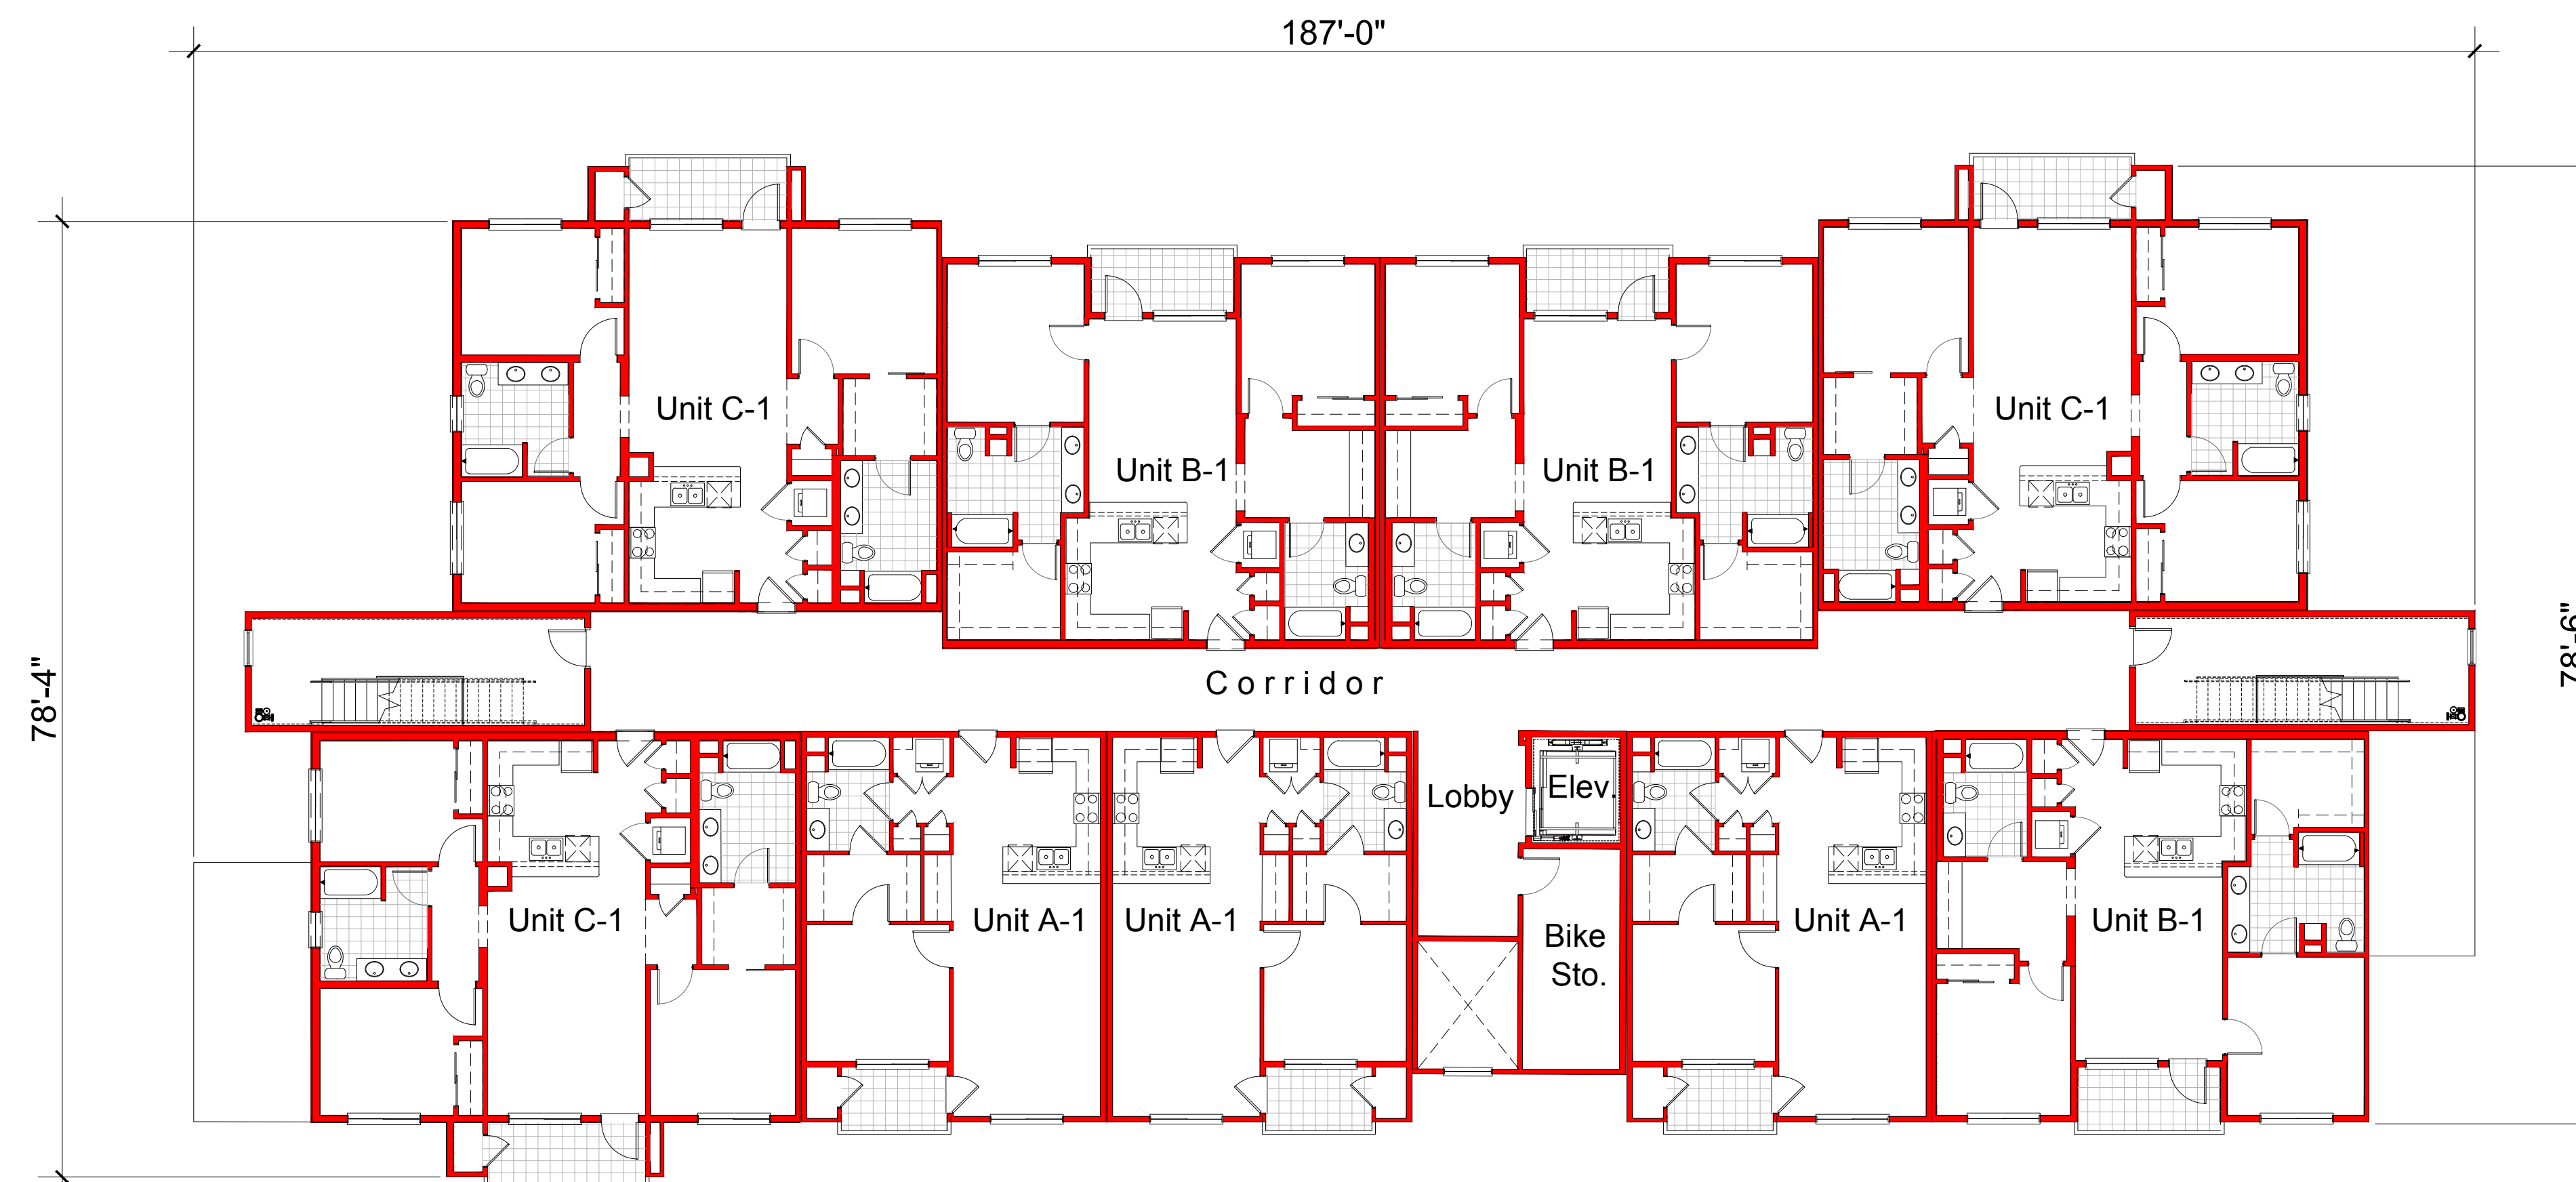 187'-0"
Unit C-1
Unit C-1
Unit B-1
Unit B-1
78'-4"
78'-6"
Corridor
Lobby
Elev.
Unit C-1
Unit A-1
Unit A-1
Unit A-1
Unit B-1
Bike
Sto.